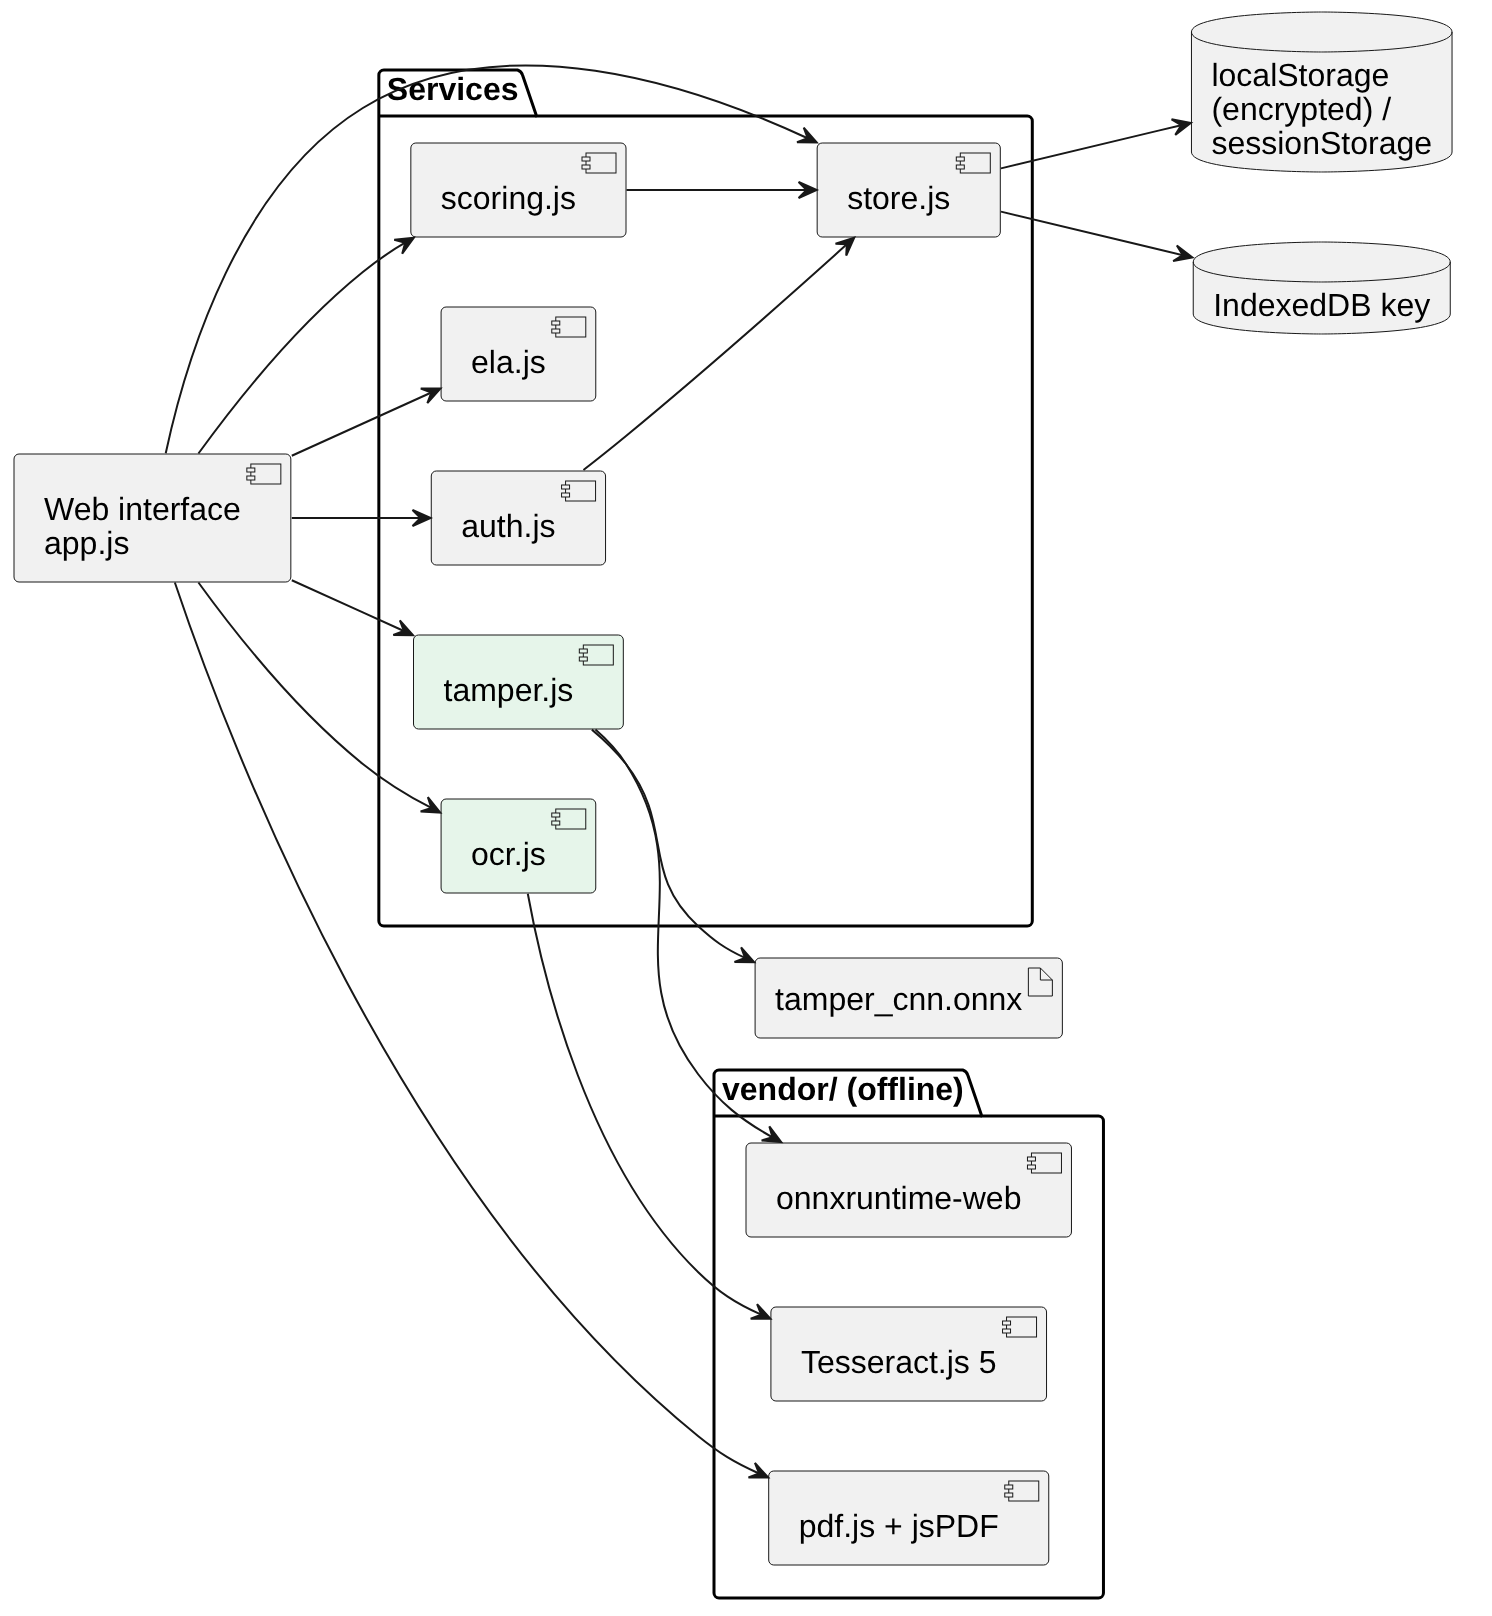 localStorage
(encrypted) /
sessionStorage
Services
scoring.js
store.js
IndexedDB key
ela.js
Web interface
app.js
auth.js
tamper.js
ocr.js
tamper_cnn.onnx
vendor/ (offline)
onnxruntime-web
Tesseract.js 5
pdf.js + jsPDF